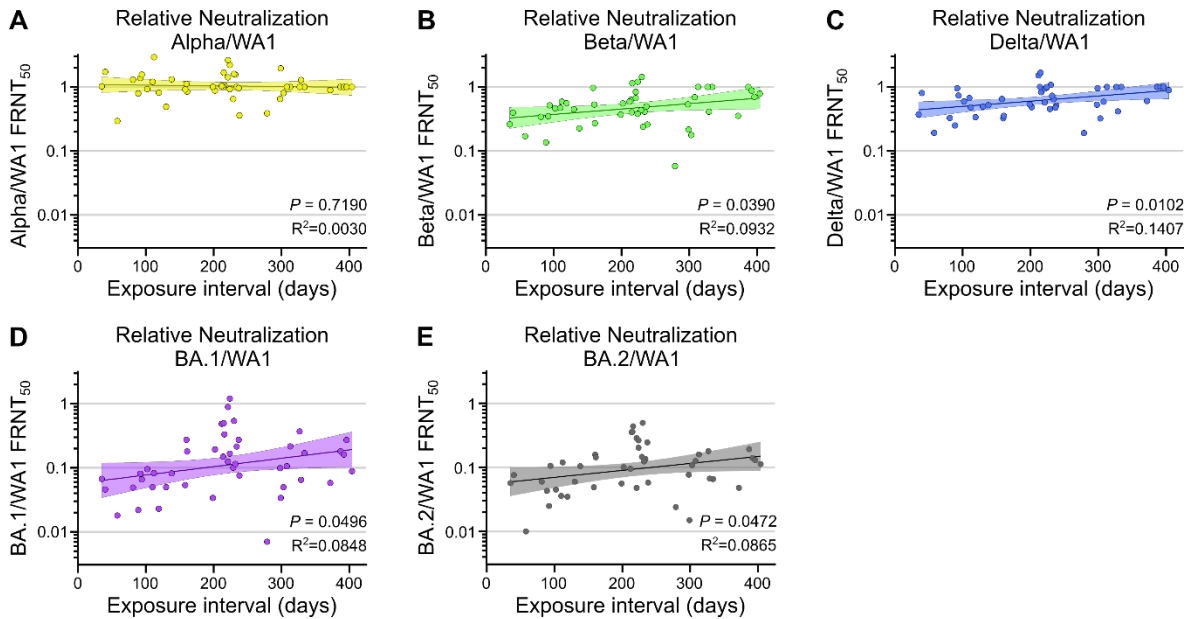 A
Relative Neutralization
Alpha/WA1
Alpha/WA1 FRNT50
1
0.1
0.01
P = 0.7190
R2=0.0030
0 100 200 300 400
Exposure interval (days)
B
Relative Neutralization
Beta/WA1
Beta/WA1 FRNT50
1
0.1
0.01
P = 0.0390
R2=0.0932
0 100 200 300 400
Exposure interval (days)
C
Relative Neutralization
Delta/WA1
Delta/WA1 FRNT50
1
0.1
0.01
P = 0.0102
R2=0.1407
0 100 200 300 400
Exposure interval (days)
D
Relative Neutralization
BA.1/WA1
BA.1/WA1 FRNT50
1
0.1
0.01
P = 0.0496
R2=0.0848
0 100 200 300 400
Exposure interval (days)
E
Relative Neutralization
BA.2/WA1
BA.2/WA1 FRNT50
1
0.1
0.01
P = 0.0472
R2=0.0865
0 100 200 300 400
Exposure interval (days)